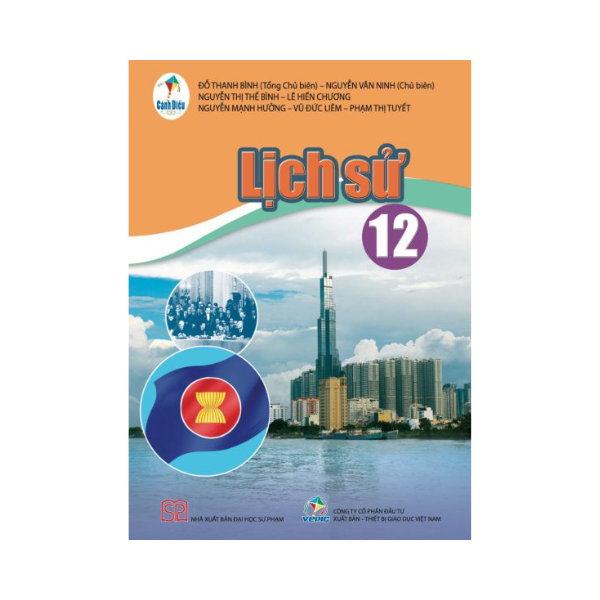 Cánh Diều
ĐỖ THANH BÌNH (Tổng Chủ biên) – NGUYỄN VĂN NINH (Chủ biên)
NGUYỄN THỊ THẾ BÌNH – LÊ HIẾN CHƯƠNG
NGUYỄN MẠNH HƯỞNG – VŨ ĐỨC LIÊM – PHẠM THỊ TUYẾT
Lịch sử
12
NHÀ XUẤT BẢN ĐẠI HỌC SƯ PHẠM
VEPIC
CÔNG TY CỔ PHẦN ĐẦU TƯ
XUẤT BẢN – THIẾT BỊ GIÁO DỤC VIỆT NAM